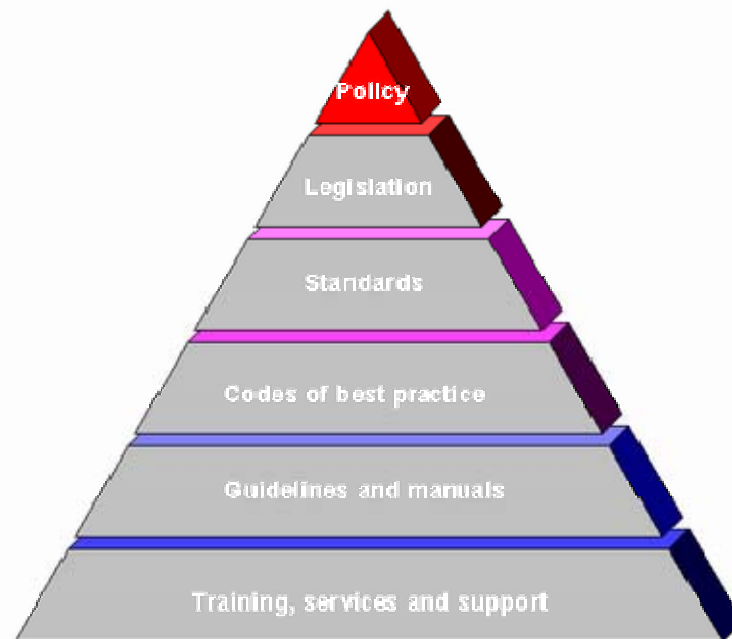 Policy
Legislation
Standards
Codes of best practice
Guidelines and manuals
Training, services and support